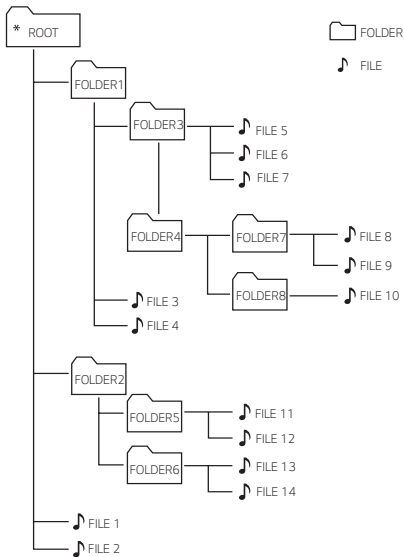 * ROOT
FOLDER
FILE
FOLDER1
FOLDER3
FILE 5
FILE 6
FILE 7
FOLDER4
FOLDER7
FILE 8
FILE 9
FOLDER8
FILE 10
FILE 3
FILE 4
FOLDER2
FOLDER5
FILE 11
FILE 12
FOLDER6
FILE 13
FILE 14
FILE 1
FILE 2